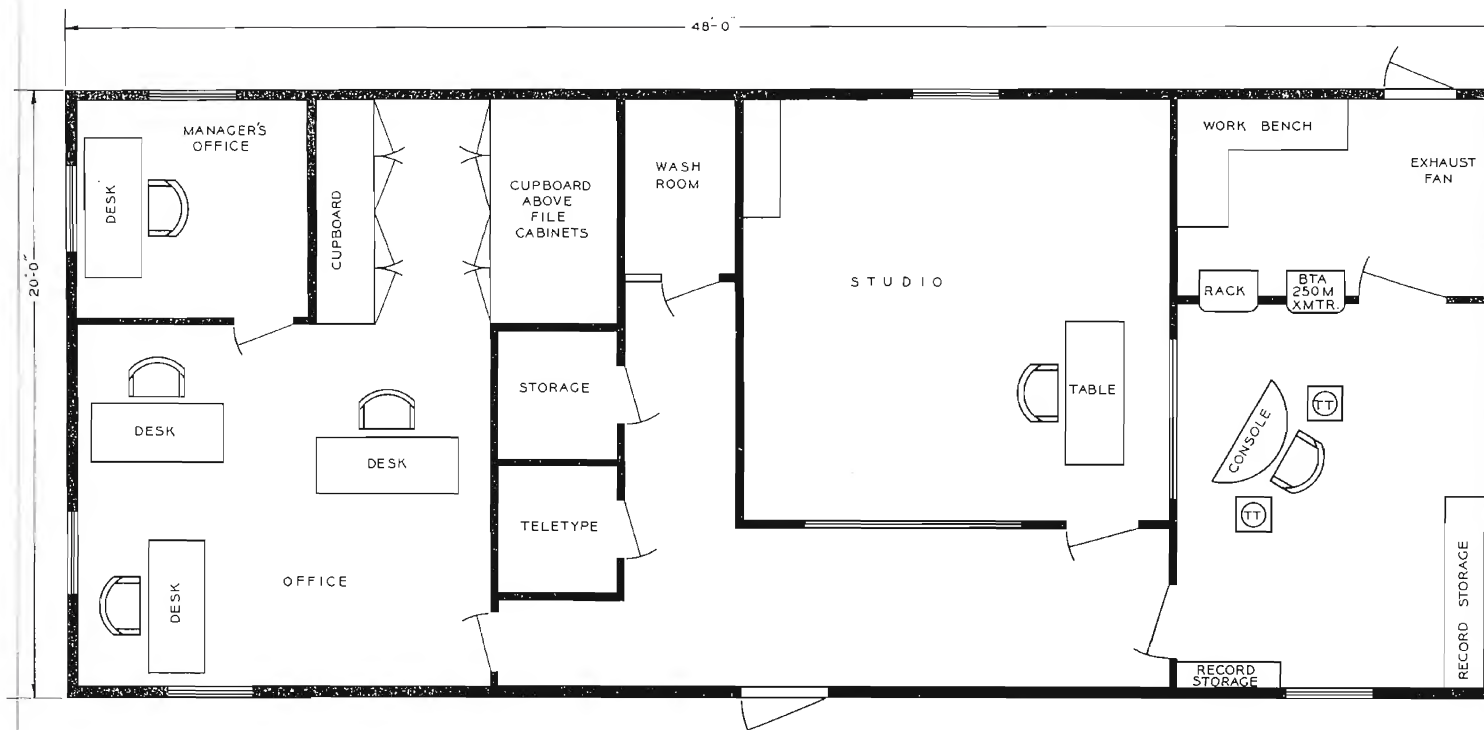 48'-0"
20'-0"
MANAGER'S
OFFICE
DESK
CUPBOARD
CUPBOARD
ABOVE
FILE
CABINETS
WASH
ROOM
STUDIO
WORK BENCH
EXHAUST
FAN
RACK
BTA
250M
XMTR.
STORAGE
TABLE
DESK
DESK
TT
CONSOLE
TT
TELETYPE
OFFICE
DESK
RECORD
STORAGE
RECORD STORAGE